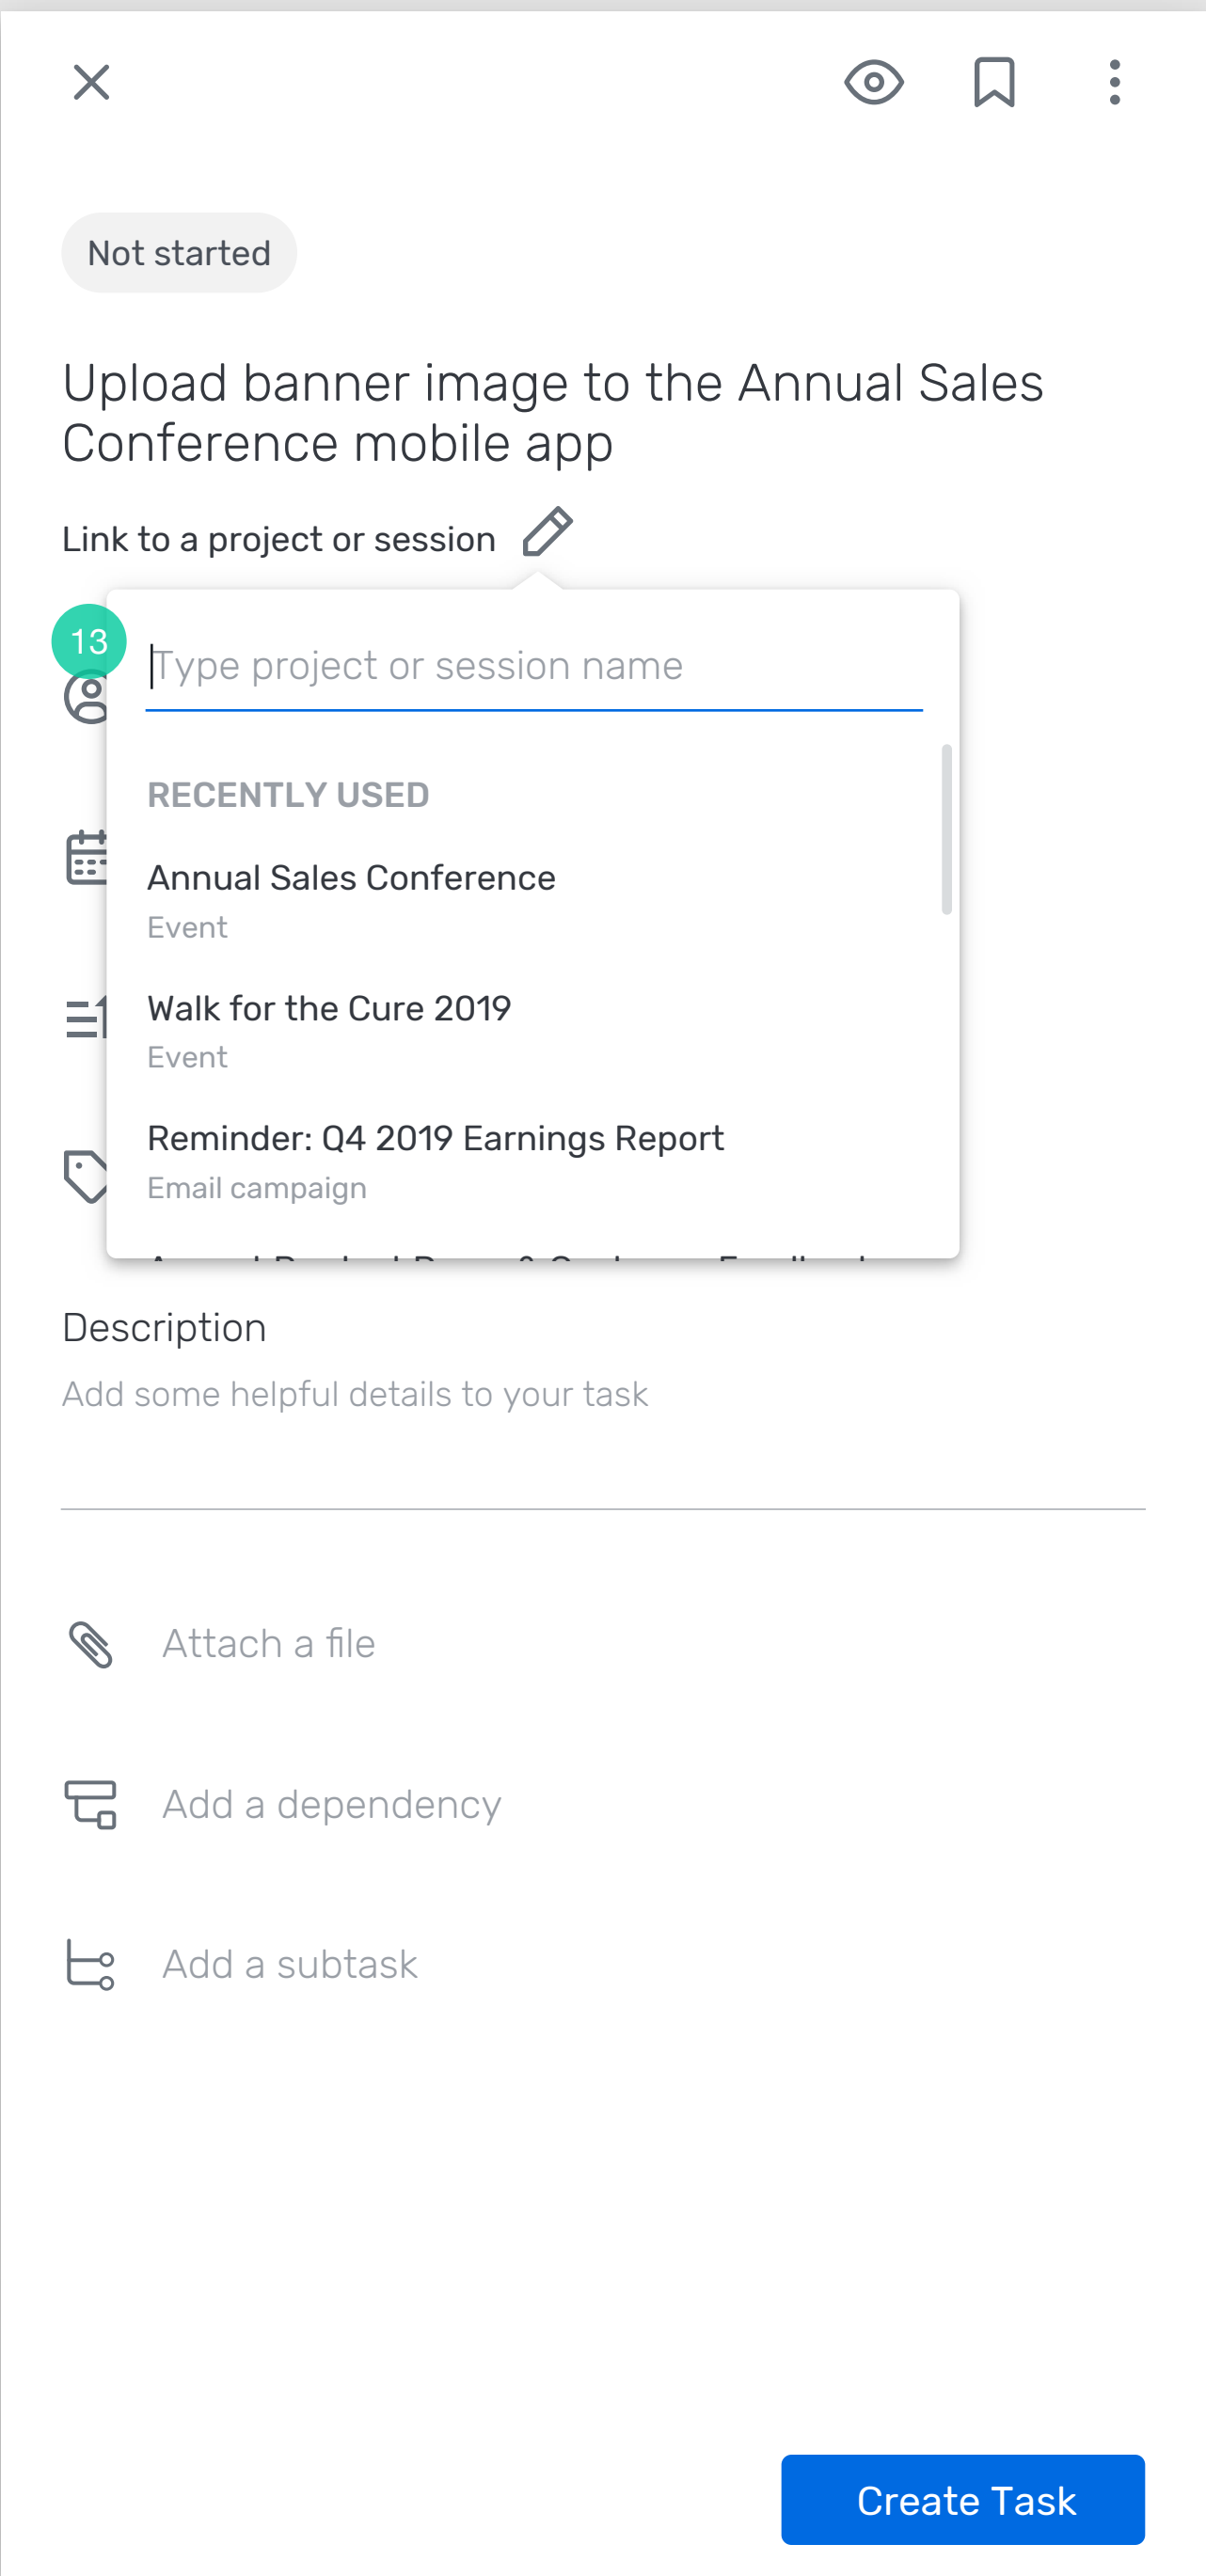 Not started
Upload banner image to the Annual Sales
Conference mobile app
Link to a project or session
13
Type project or session name
RECENTLY USED
Annual Sales Conference
Event
Walk for the Cure 2019
Event
Reminder: Q4 2019 Earnings Report
Email campaign
Description
Add some helpful details to your task
Attach a file
Add a dependency
Add a subtask
Create Task